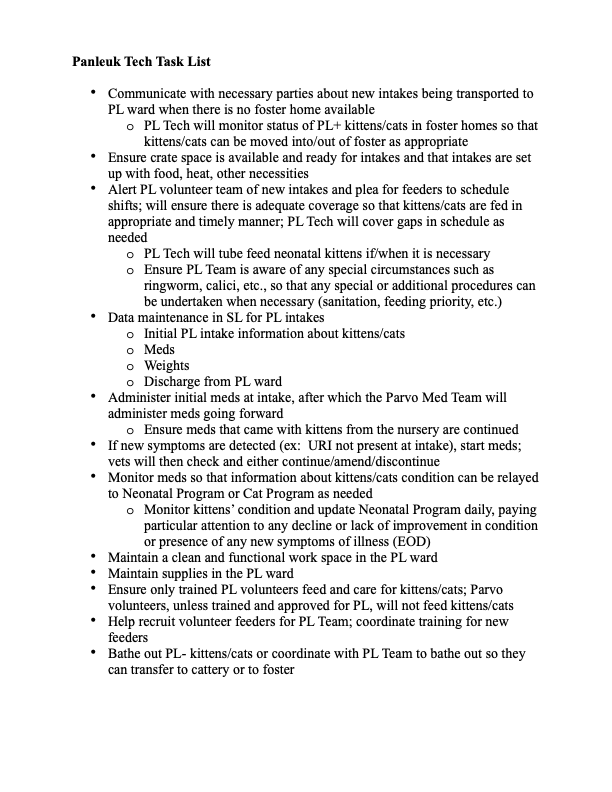 Panleuk Tech Task List
• Communicate with necessary parties about new intakes being transported to
PL ward when there is no foster home available
o PL Tech will monitor status of PL+ kittens/cats in foster homes so that
kittens/cats can be moved into/out of foster as appropriate
• Ensure crate space is available and ready for intakes and that intakes are set
up with food, heat, other necessities
• Alert PL volunteer team of new intakes and plea for feeders to schedule
shifts; will ensure there is adequate coverage so that kittens/cats are fed in
appropriate and timely manner; PL Tech will cover gaps in schedule as
needed
o PL Tech will tube feed neonatal kittens if/when it is necessary
o Ensure PL Team is aware of any special circumstances such as
ringworm, calici, etc., so that any special or additional procedures can
be undertaken when necessary (sanitation, feeding priority, etc.)
• Data maintenance in SL for PL intakes
o Initial PL intake information about kittens/cats
o Meds
o Weights
o Discharge from PL ward
• Administer initial meds at intake, after which the Parvo Med Team will
administer meds going forward
o Ensure meds that came with kittens from the nursery are continued
• If new symptoms are detected (ex:  URI not present at intake), start meds;
vets will then check and either continue/amend/discontinue
• Monitor meds so that information about kittens/cats condition can be relayed
to Neonatal Program or Cat Program as needed
o Monitor kittens’ condition and update Neonatal Program daily, paying
particular attention to any decline or lack of improvement in condition
or presence of any new symptoms of illness (EOD)
• Maintain a clean and functional work space in the PL ward
• Maintain supplies in the PL ward
• Ensure only trained PL volunteers feed and care for kittens/cats; Parvo
volunteers, unless trained and approved for PL, will not feed kittens/cats
• Help recruit volunteer feeders for PL Team; coordinate training for new
feeders
• Bathe out PL- kittens/cats or coordinate with PL Team to bathe out so they
can transfer to cattery or to foster